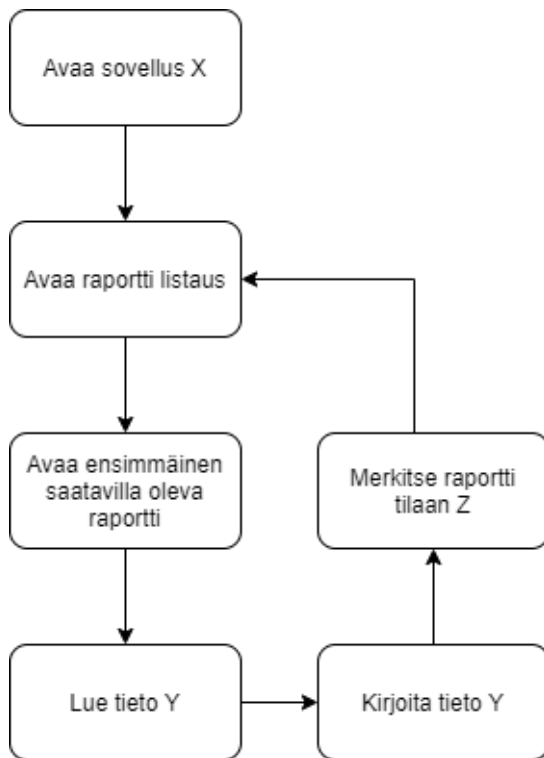 Avaa sovellus X
Avaa raportti listaus
Avaa ensimmäinen
saatavilla oleva
raportti
Merkitse raportti
tilaan Z
Lue tieto Y
Kirjoita tieto Y